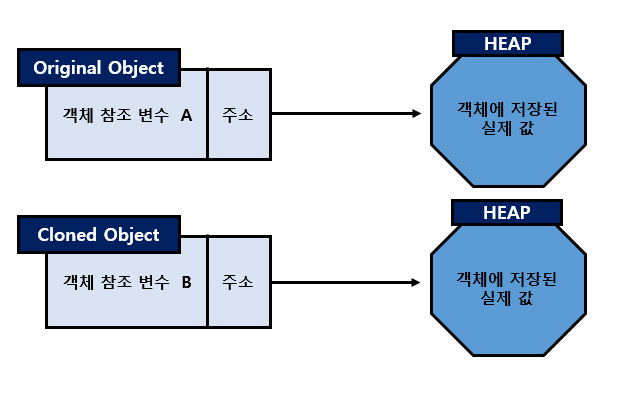 Original Object
객체 참조 변수 A
주소
HEAP
객체에 저장된
실제 값
Cloned Object
객체 참조 변수 B
주소
HEAP
객체에 저장된
실제 값